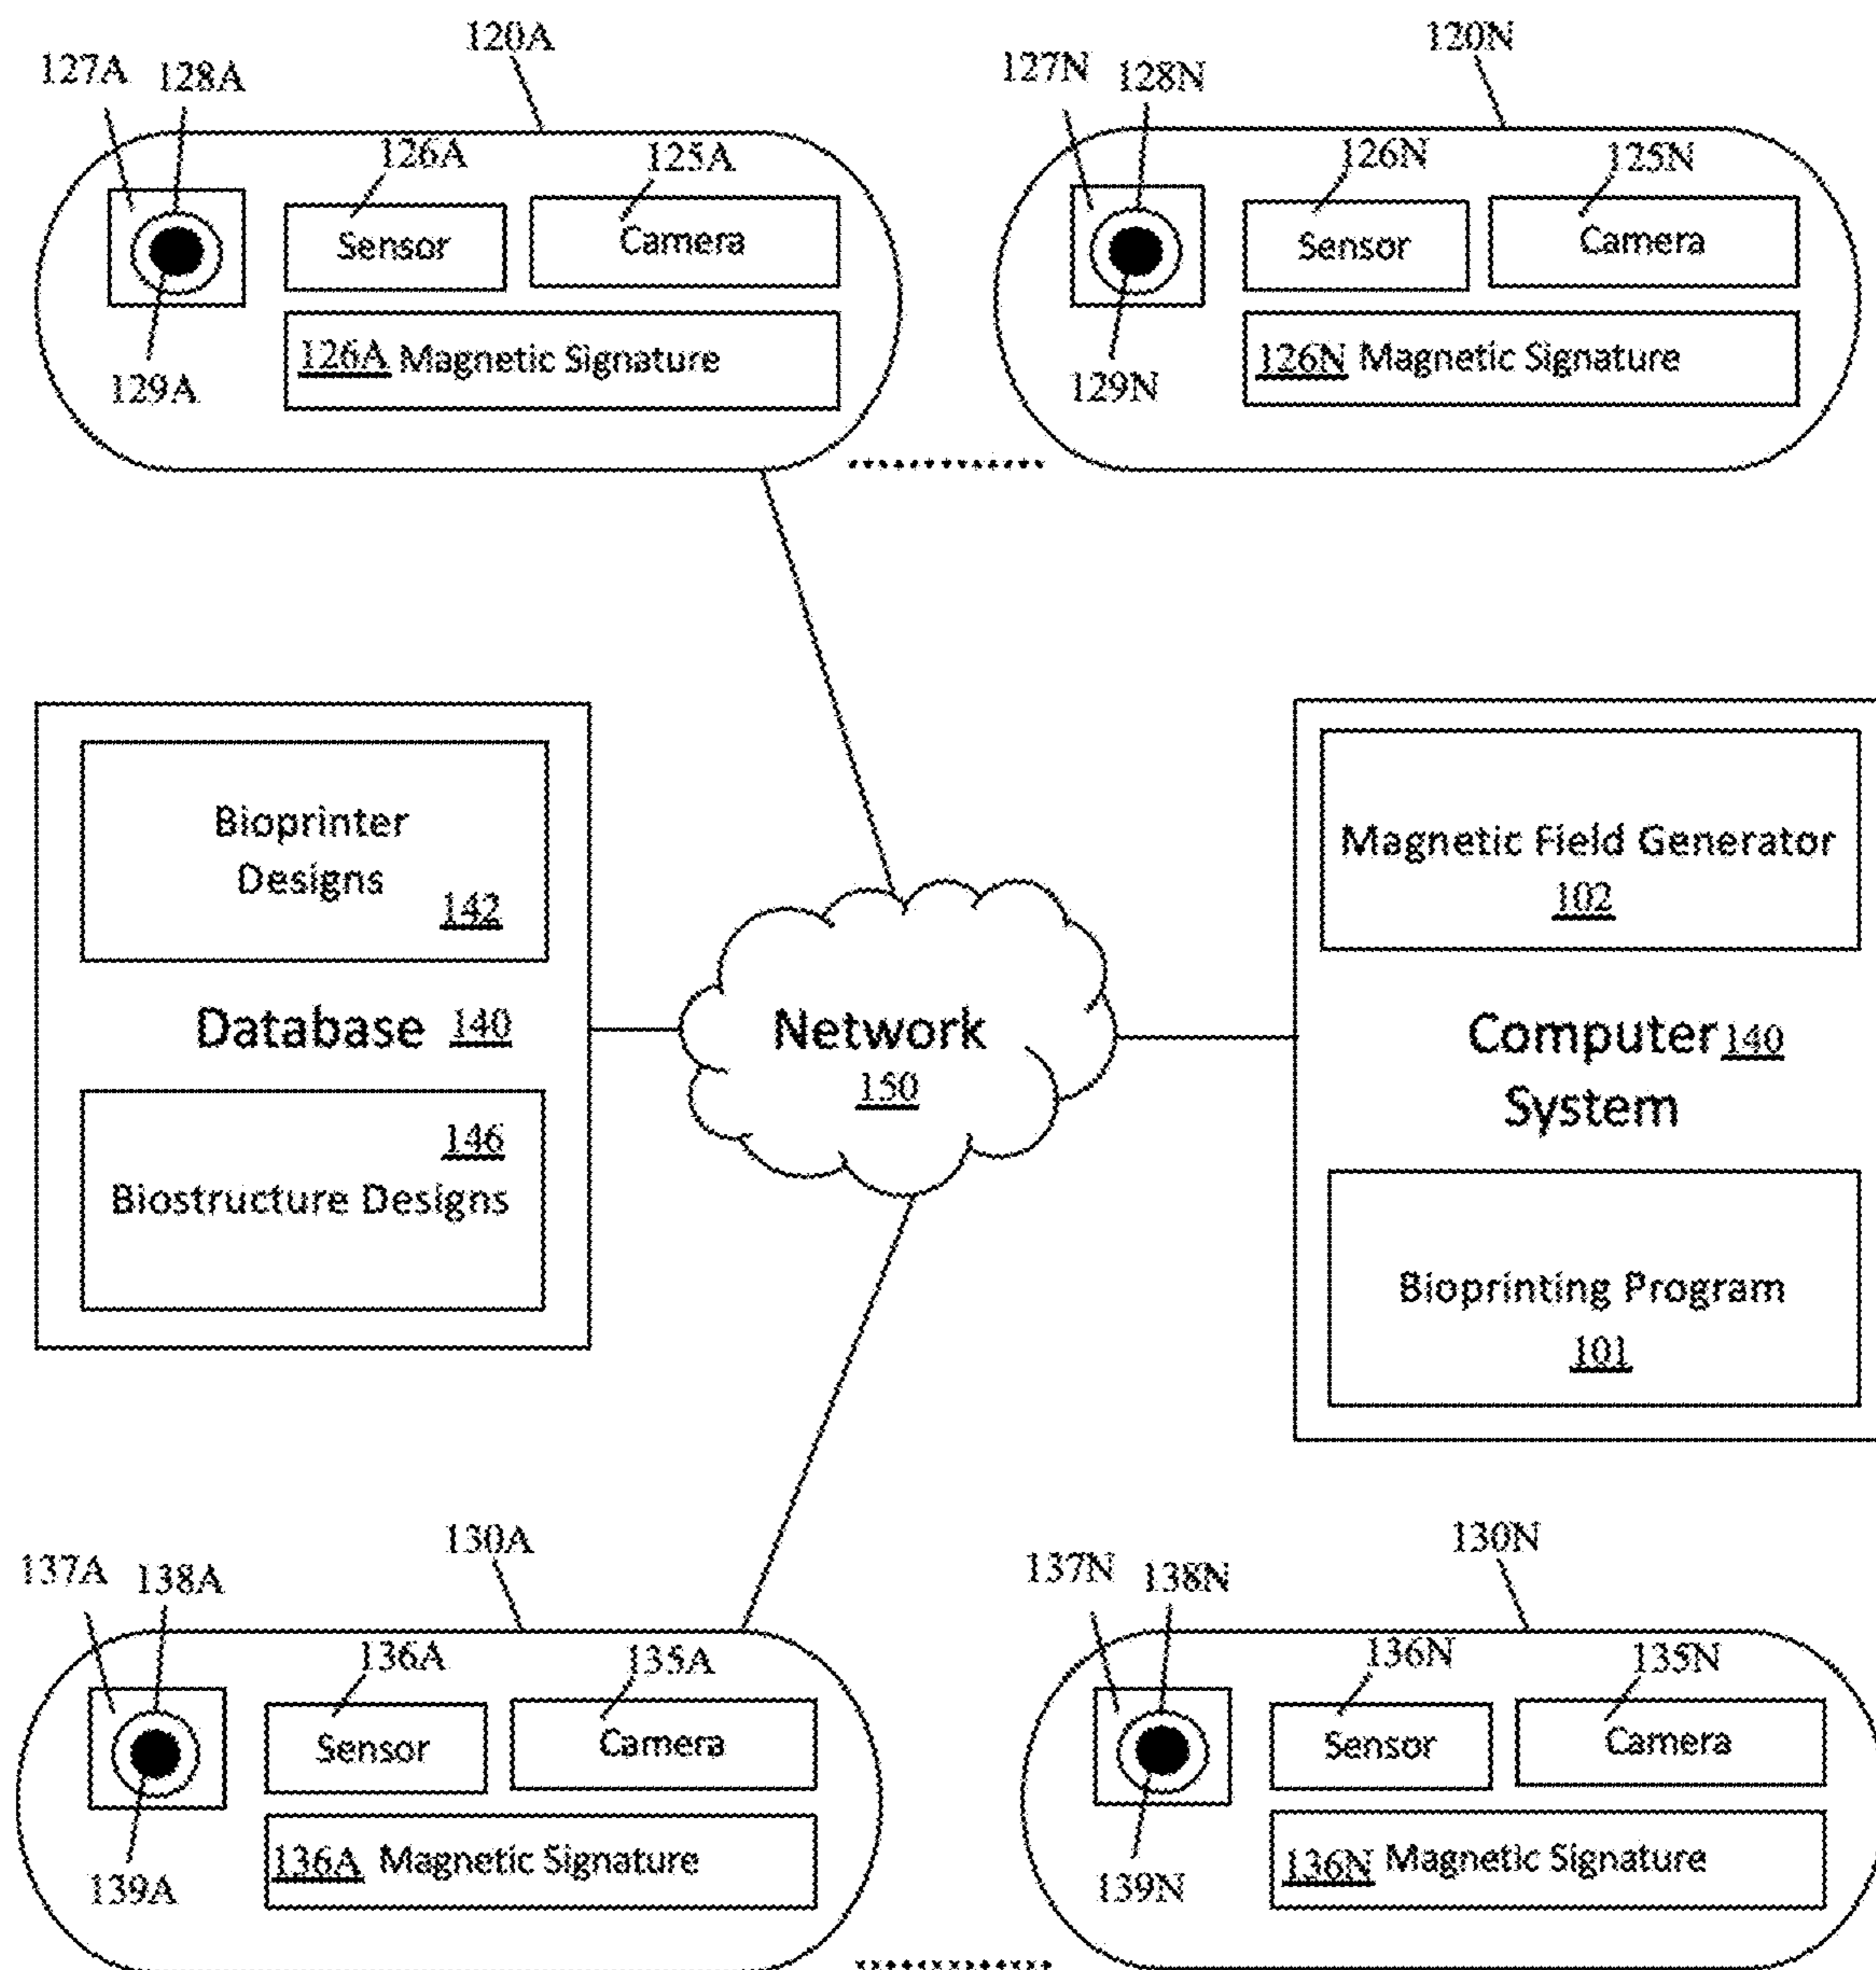 120A
120N
127A
128A
127N
128N
126A
125A
126N
125N
Sensor
Camera
Sensor
Camera
126A Magnetic Signature
126N Magnetic Signature
129A
129N
Bioprinter
Designs
142
Magnetic Field Generator
102
Database 140
Network
150
Computer 140
System
146
Biostructure Designs
Bioprinting Program
101
130A
130N
137A
138A
137N
138N
136A
135A
136N
135N
Sensor
Camera
Sensor
Camera
136A Magnetic Signature
136N Magnetic Signature
139A
139N